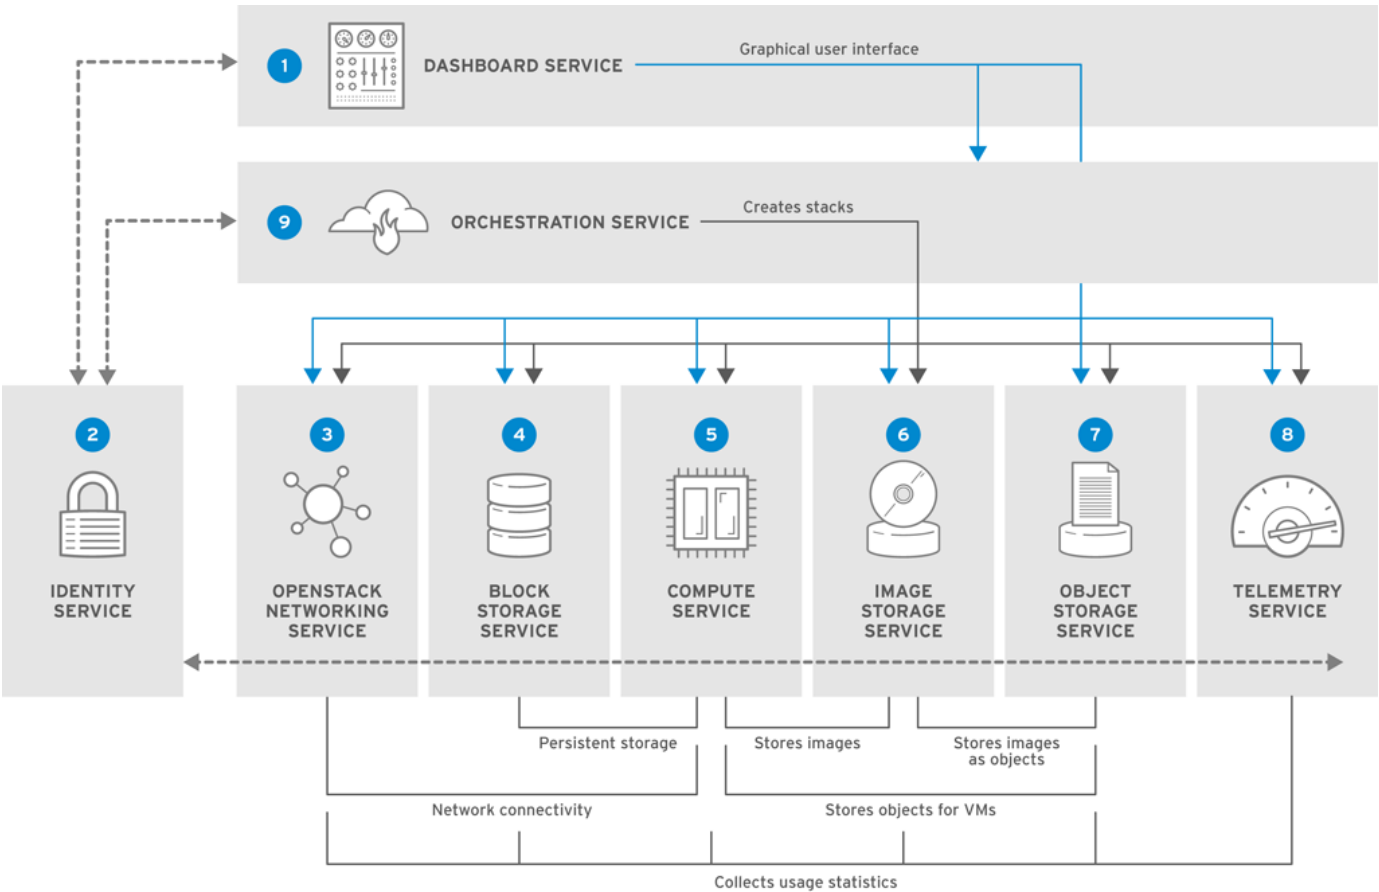 1
DASHBOARD SERVICE
Graphical user interface
9
ORCHESTRATION SERVICE
Creates stacks
2
IDENTITY
SERVICE
3
OPENSTACK
NETWORKING
SERVICE
4
BLOCK
STORAGE
SERVICE
5
COMPUTE
SERVICE
6
IMAGE
STORAGE
SERVICE
7
OBJECT
STORAGE
SERVICE
8
TELEMETRY
SERVICE
Persistent storage
Stores images
Stores images
as objects
Network connectivity
Stores objects for VMs
Collects usage statistics